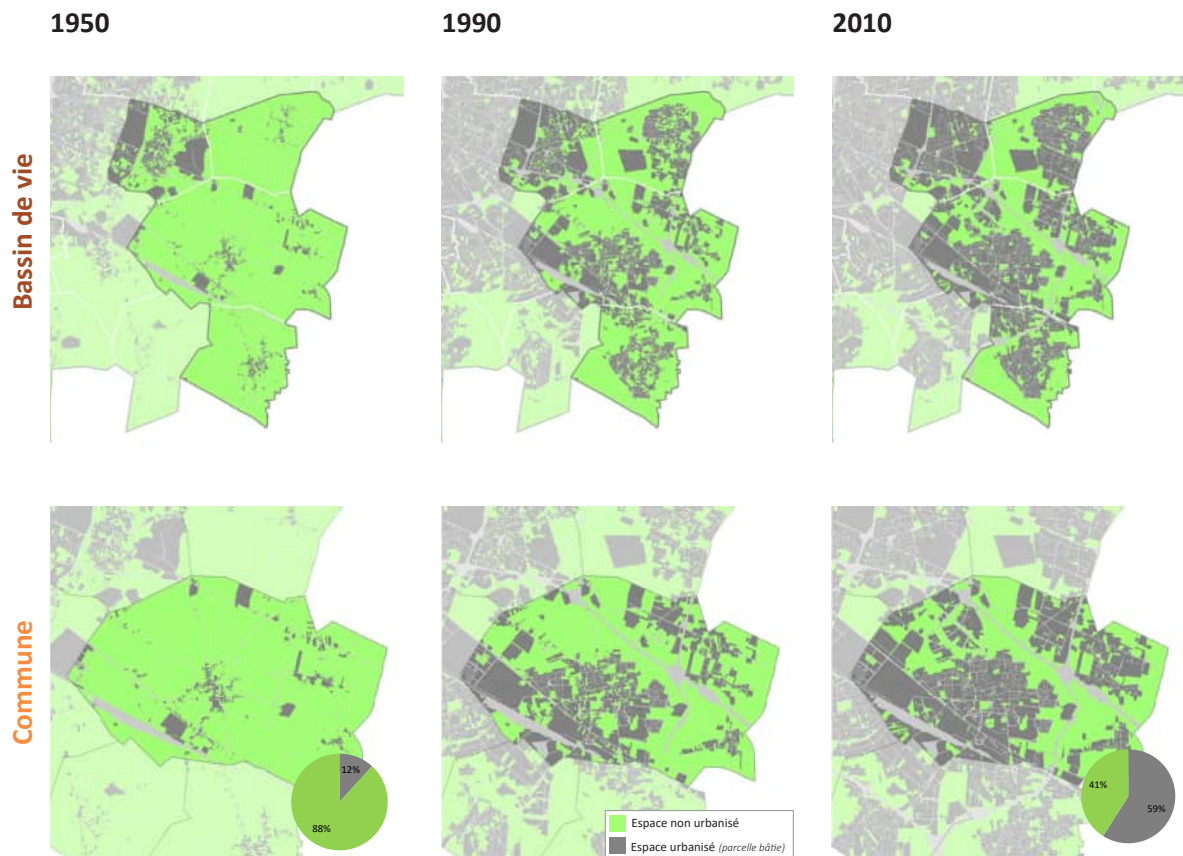 1950
1990
2010
Bassin de vie
Commune
12%
88%
Espace non urbanisé
Espace urbanisé (parcelle bâtie)
41%
59%